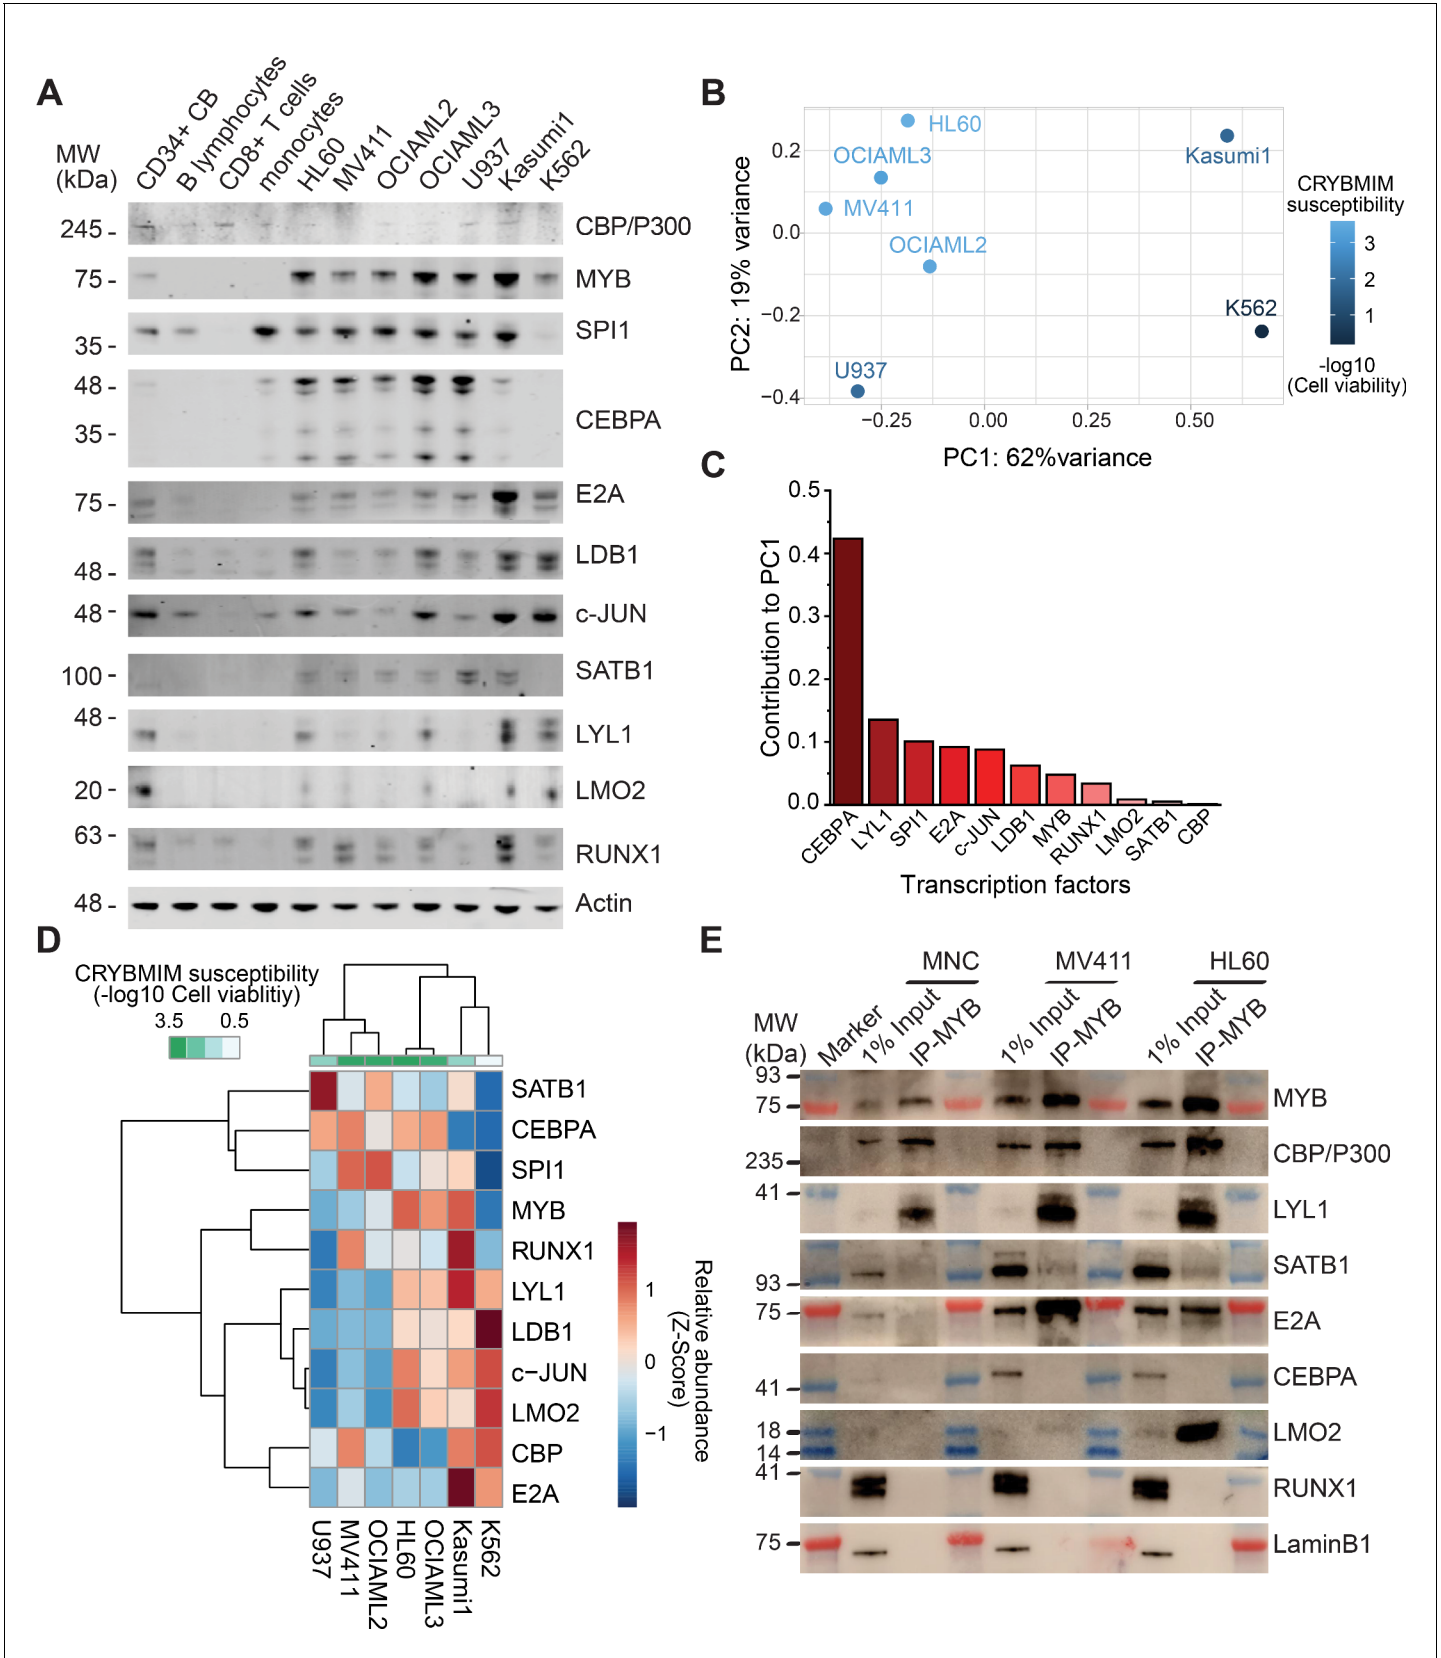 A
MW
(kDa)
CD34+ CB
B lymphocytes
CD8+ T cells
monocytes
HL60
MV411
OCIAML2
OCIAML3
U937
Kasumi1
K562
245
CBP/P300
75
MYB
SPI1
35
48
CEBPA
35
E2A
75
LDB1
48
48
c-JUN
SATB1
100
48
LYL1
20
LMO2
63
RUNX1
48
Actin
B
PC2: 19% variance
0.2
0.0
−0.2
−0.4
HL60
OCIAML3
MV411
OCIAML2
U937
Kasumi1
K562
−0.25
0.00
0.25
0.50
PC1: 62%variance
CRYBMIM
susceptibility
3
2
1
-log10
(Cell viability)
C
Contribution to PC1
0.5
0.4
0.3
0.2
0.1
0.0
CEBPA
LYL1
SPI1
E2A
c-JUN
LDB1
MYB
RUNX1
LMO2
SATB1
CBP
Transcription factors
D
CRYBMIM susceptibility
(-log10 Cell viablitiy)
3.5 0.5
SATB1
CEBPA
SPI1
MYB
RUNX1
LYL1
LDB1
c−JUN
LMO2
CBP
E2A
U937
MV411
OCIAML2
HL60
OCIAML3
Kasumi1
K562
1
0
−1
Relative abundance
(Z-Score)
E
MNC
MV411
HL60
MW
(kDa)
Marker
1% Input
IP-MYB
1% Input
IP-MYB
1% Input
IP-MYB
93
75
MYB
CBP/P300
235
41
LYL1
SATB1
93
75
E2A
CEBPA
41
18
LMO2
14
41
RUNX1
75
LaminB1